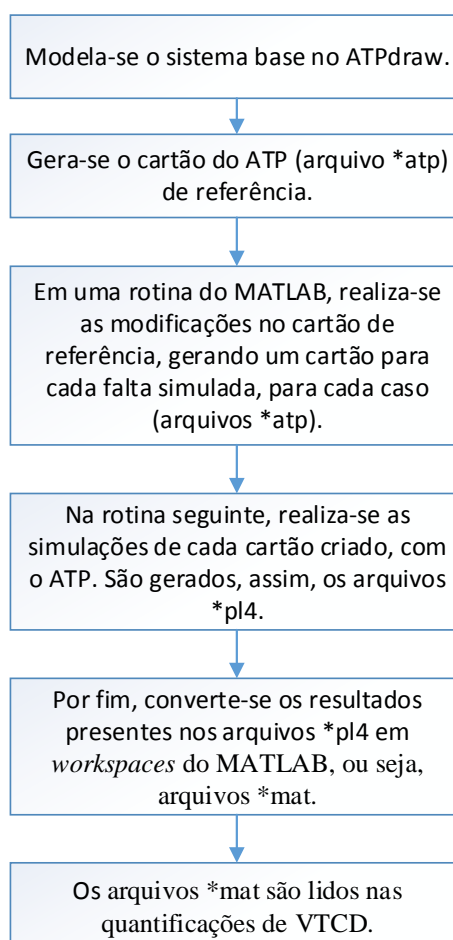 Modela-se o sistema base no ATPdraw.
Gera-se o cartão do ATP (arquivo *atp)
de referência.
Em uma rotina do MATLAB, realiza-se
as modificações no cartão de
referência, gerando um cartão para
cada falta simulada, para cada caso
(arquivos *atp).
Na rotina seguinte, realiza-se as
simulações de cada cartão criado, com
o ATP. São gerados, assim, os arquivos
*pl4.
Por fim, converte-se os resultados
presentes nos arquivos *pl4 em
workspaces do MATLAB, ou seja,
arquivos *mat.
Os arquivos *mat são lidos nas
quantificações de VTCD.